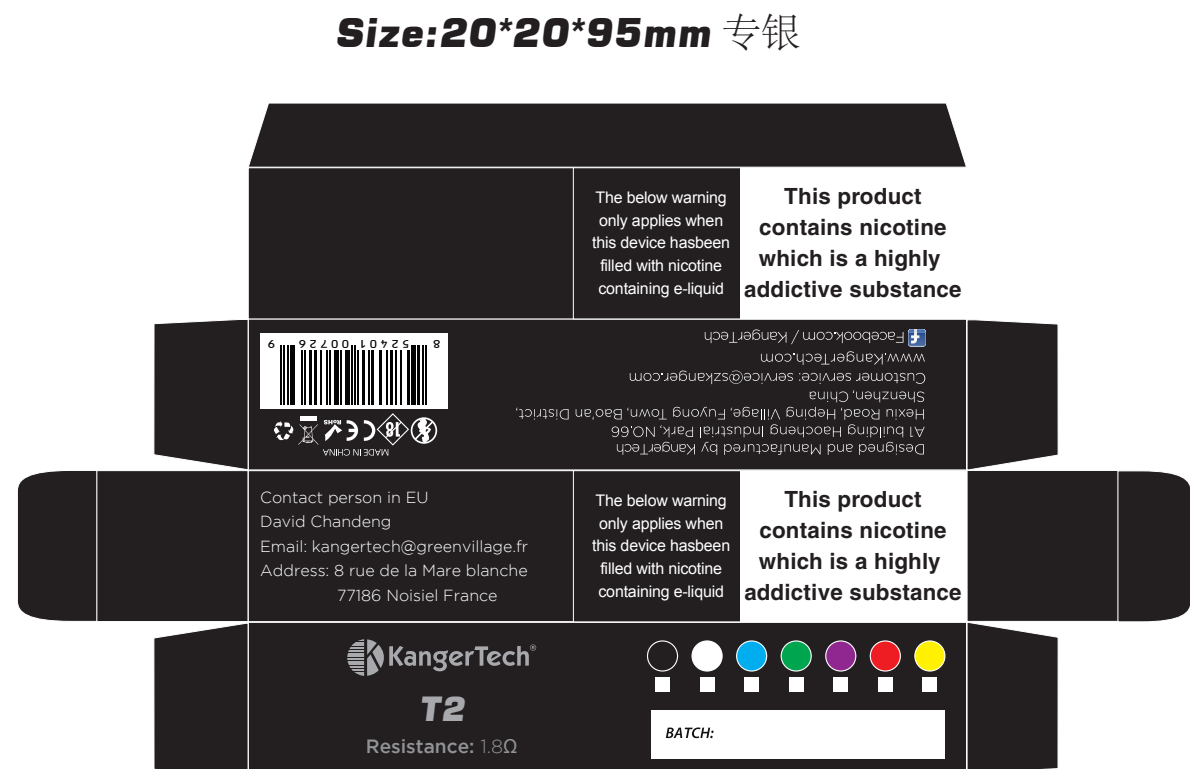 Size:20*20*95mm 专银
The below warning
only applies when
this device hasbeen
filled with nicotine
containing e-liquid
This product
contains nicotine
which is a highly
addictive substance
Designed and Manufactured by KangerTech
A1 building Haocheng Industrial Park, NO.66
Hexiu Road, Heping Village, Fuyong Town, Bao'an District,
Shenzhen, China
Customer service: service@szkanger.com
www.KangerTech.com
Facebook.com / KangerTech
MADE IN CHINA
18 CE RoHS
8 52401 00726 9
Contact person in EU
David Chandeng
Email: kangertech@greenvillage.fr
Address: 8 rue de la Mare blanche
77186 Noisiel France
The below warning
only applies when
this device hasbeen
filled with nicotine
containing e-liquid
This product
contains nicotine
which is a highly
addictive substance
KangerTech®
T2
Resistance: 1.8Ω
BATCH: